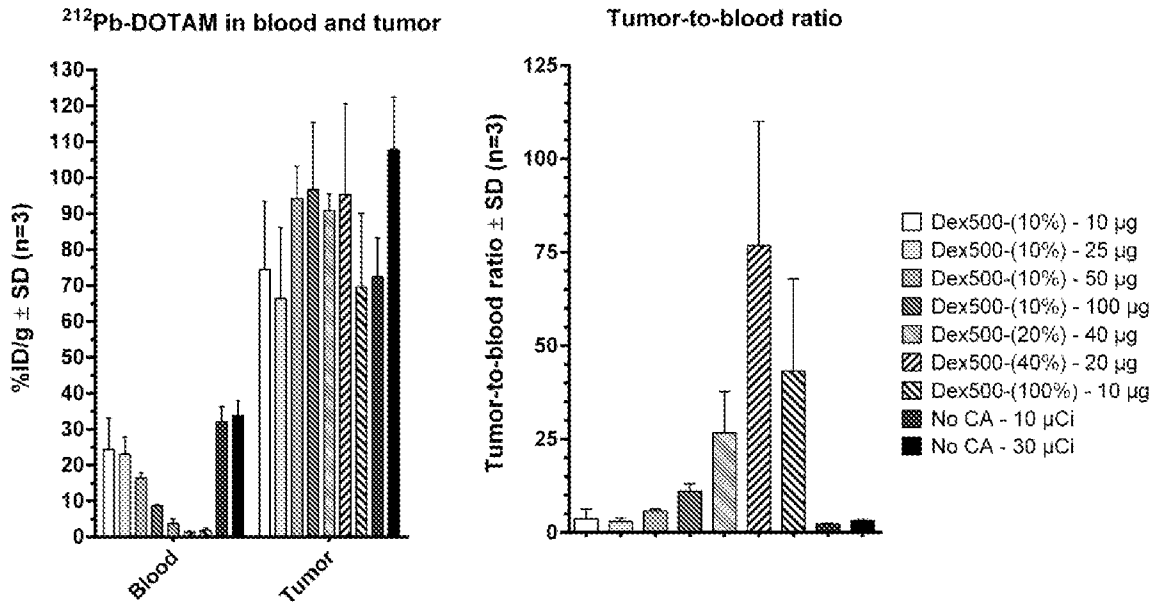 ²¹²Pb-DOTAM in blood and tumor
%ID/g ± SD (n=3)
130
120
110
100
90
80
70
60
50
40
30
20
10
0
Blood
Tumor
Tumor-to-blood ratio
Tumor-to-blood ratio ± SD (n=3)
125
100
75
50
25
0
Dex500-(10%) - 10 µg
Dex500-(10%) - 25 µg
Dex500-(10%) - 50 µg
Dex500-(10%) - 100 µg
Dex500-(20%) - 40 µg
Dex500-(40%) - 20 µg
Dex500-(100%) - 10 µg
No CA - 10 µCi
No CA - 30 µCi